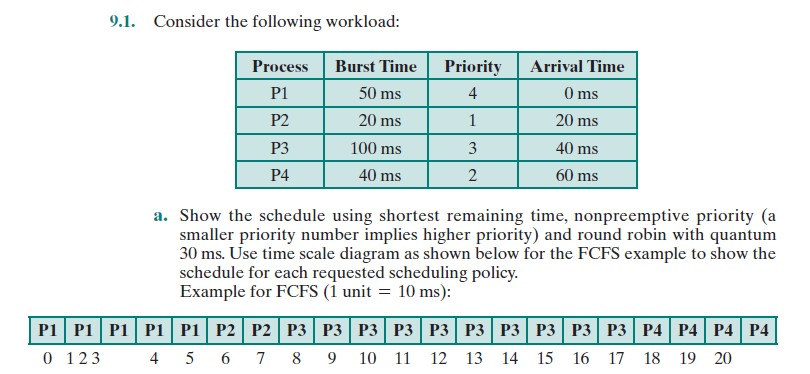 9.1. Consider the following workload:
Process Burst Time Priority Arrival Time
P1 50 ms 4 0 ms
P2 20 ms 1 20 ms
P3 100 ms 3 40 ms
P4 40 ms 2 60 ms
a. Show the schedule using shortest remaining time, nonpreemptive priority (a
smaller priority number implies higher priority) and round robin with quantum
30 ms. Use time scale diagram as shown below for the FCFS example to show the
schedule for each requested scheduling policy.
Example for FCFS (1 unit = 10 ms):
P1 P1 P1 P1 P1 P2 P2 P3 P3 P3 P3 P3 P3 P3 P3 P3 P3 P4 P4 P4 P4
0 1 2 3 4 5 6 7 8 9 10 11 12 13 14 15 16 17 18 19 20